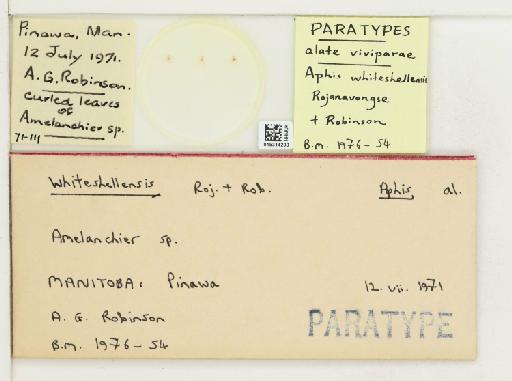 Pinawa, Man.
12 July 1971.
A. G. Robinson.
curled leaves
of
Amelanchier sp.
71-111
PARATYPES
alate viviparae
Aphis whiteshellensis
Rojanavongse
+ Robinson
B.M. 1976-54
Whiteshellensis Roj. + Rob. Aphis, al.
Amelanchier sp.
MANITOBA: Pinawa 12. vii. 1971
A. G. Robinson
B.M. 1976-54
PARATYPE